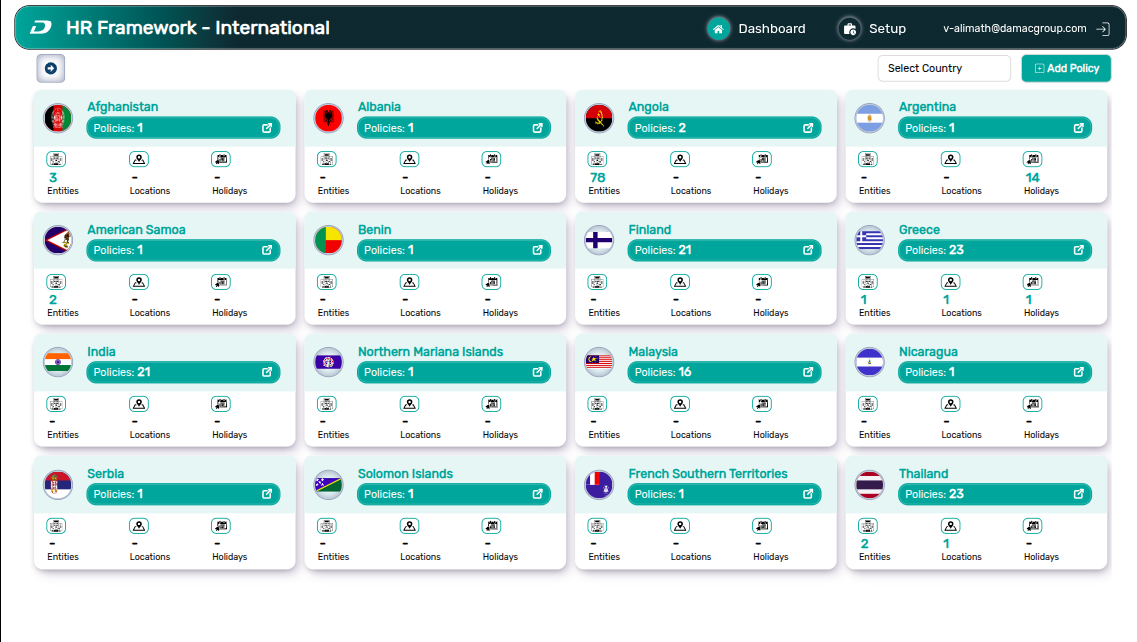 HR Framework - International
Dashboard
Setup
v-alimath@damacgroup.com
Select Country
Add Policy
Afghanistan
Policies: 1
3
-
-
Entities
Locations
Holidays
Albania
Policies: 1
-
-
-
Entities
Locations
Holidays
Angola
Policies: 2
78
-
-
Entities
Locations
Holidays
Argentina
Policies: 1
-
-
14
Entities
Locations
Holidays
American Samoa
Policies: 1
2
-
-
Entities
Locations
Holidays
Benin
Policies: 1
-
-
-
Entities
Locations
Holidays
Finland
Policies: 21
-
-
-
Entities
Locations
Holidays
Greece
Policies: 23
1
1
1
Entities
Locations
Holidays
India
Policies: 21
-
-
-
Entities
Locations
Holidays
Northern Mariana Islands
Policies: 1
-
-
-
Entities
Locations
Holidays
Malaysia
Policies: 16
-
-
-
Entities
Locations
Holidays
Nicaragua
Policies: 1
-
-
-
Entities
Locations
Holidays
Serbia
Policies: 1
-
-
-
Entities
Locations
Holidays
Solomon Islands
Policies: 1
-
-
-
Entities
Locations
Holidays
French Southern Territories
Policies: 1
-
-
-
Entities
Locations
Holidays
Thailand
Policies: 23
2
1
-
Entities
Locations
Holidays